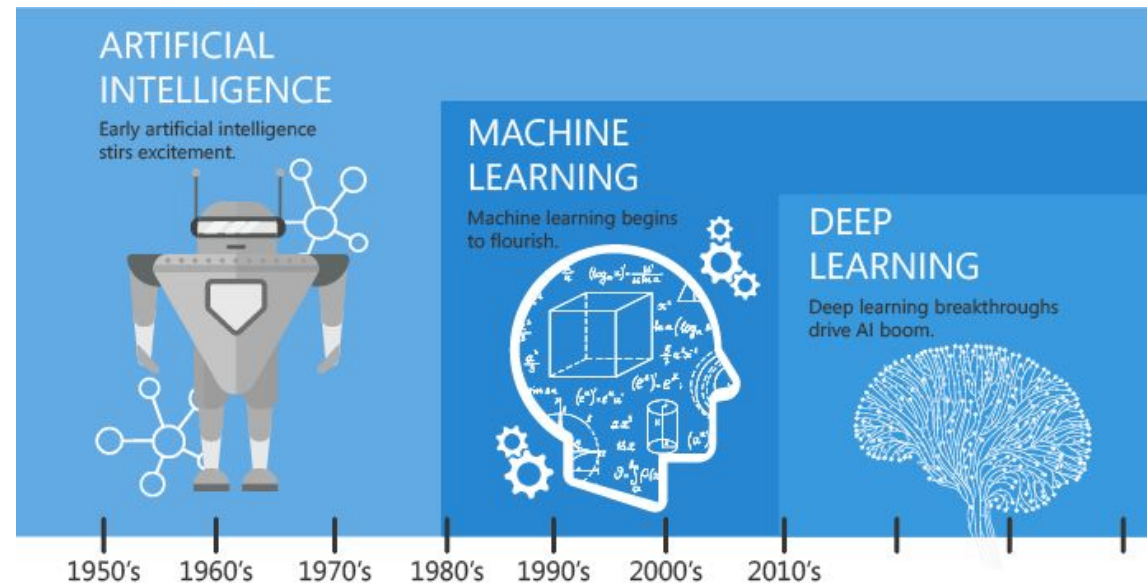 ARTIFICIAL
INTELLIGENCE
Early artificial intelligence
stirs excitement.
MACHINE
LEARNING
Machine learning begins
to flourish.
DEEP
LEARNING
Deep learning breakthroughs
drive AI boom.
1950's 1960's 1970's 1980's 1990's 2000's 2010's